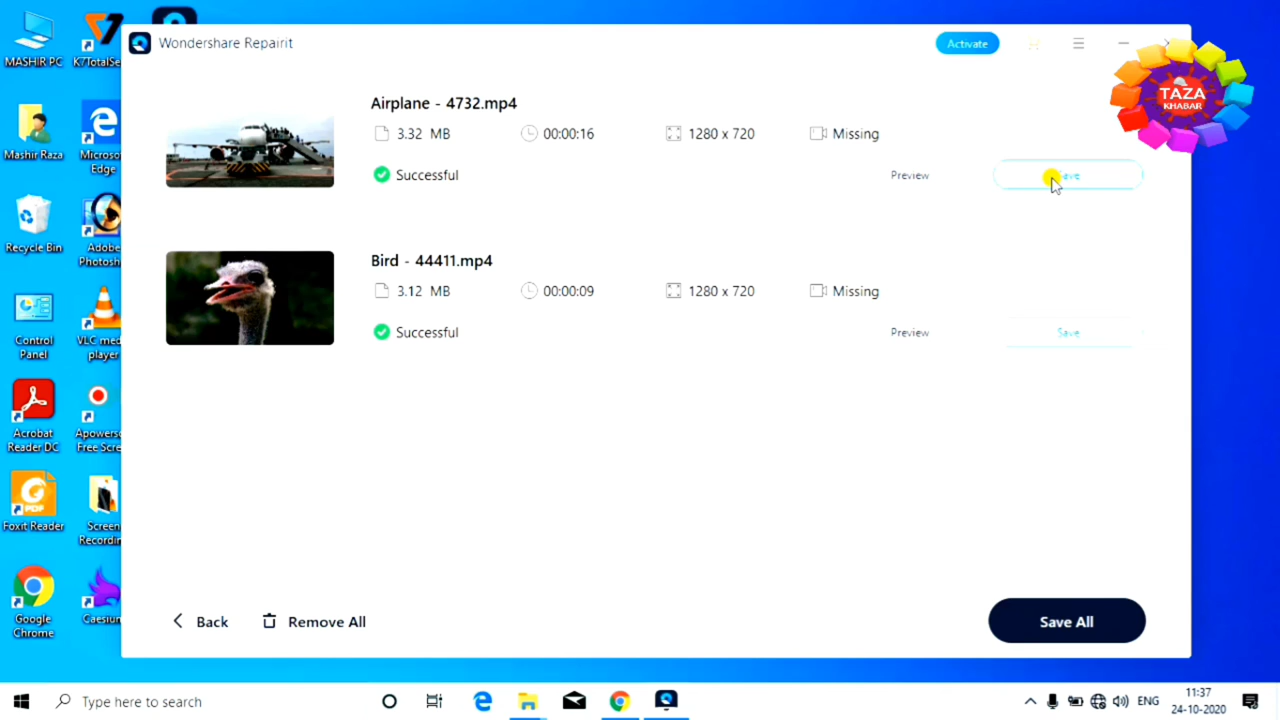 MASHIR PC
K7TotalSe
Mashir Raza
Microso
Edge
Recycle Bin
Adobe
Photosh
Control
Panel
VLC med
player
Acrobat
Reader DC
Apowers
Free Scre
Foxit Reader
Screen
Recordin
Google
Chrome
Caesium
Wondershare Repairit
Activate
TAZA
KHABAR
Airplane - 4732.mp4
3.32 MB 00:00:16 1280 x 720 Missing
Successful Preview Save
Bird - 44411.mp4
3.12 MB 00:00:09 1280 x 720 Missing
Successful Preview Save
Back Remove All Save All
Type here to search
ENG
11:37
24-10-2020